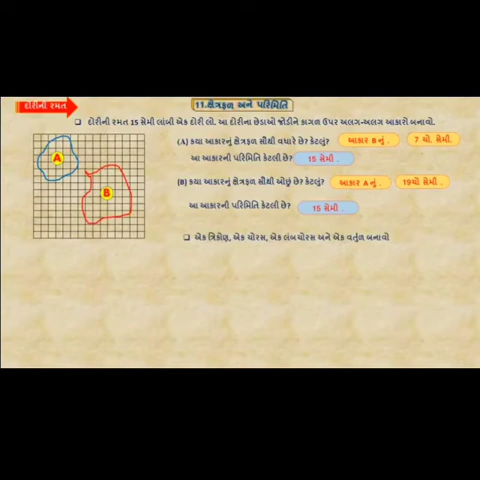 દોરીની રમત
11.ક્ષેત્રફળ અને પરિમિતિ
❑ દોરીની રમત 15 સેમી લાંબી એક દોરી લો. આ દોરીના છેડાઓ જોડીને કાગળ ઉપર અલગ-અલગ આકારો બનાવો.
(A) કયા આકારનું ક્ષેત્રફળ સૌથી વધારે છે? કેટલું? આકાર B નું . 7 ચો. સેમી.
આ આકારની પરિમિતિ કેટલી છે? 15 સેમી .
(B) કયા આકારનું ક્ષેત્રફળ સૌથી ઓછું છે? કેટલું? આકાર A નું . 19ચો સેમી .
આ આકારની પરિમિતિ કેટલી છે? 15 સેમી .
A
B
❑ એક ત્રિકોણ, એક ચોરસ, એક લંબચોરસ અને એક વર્તુળ બનાવો